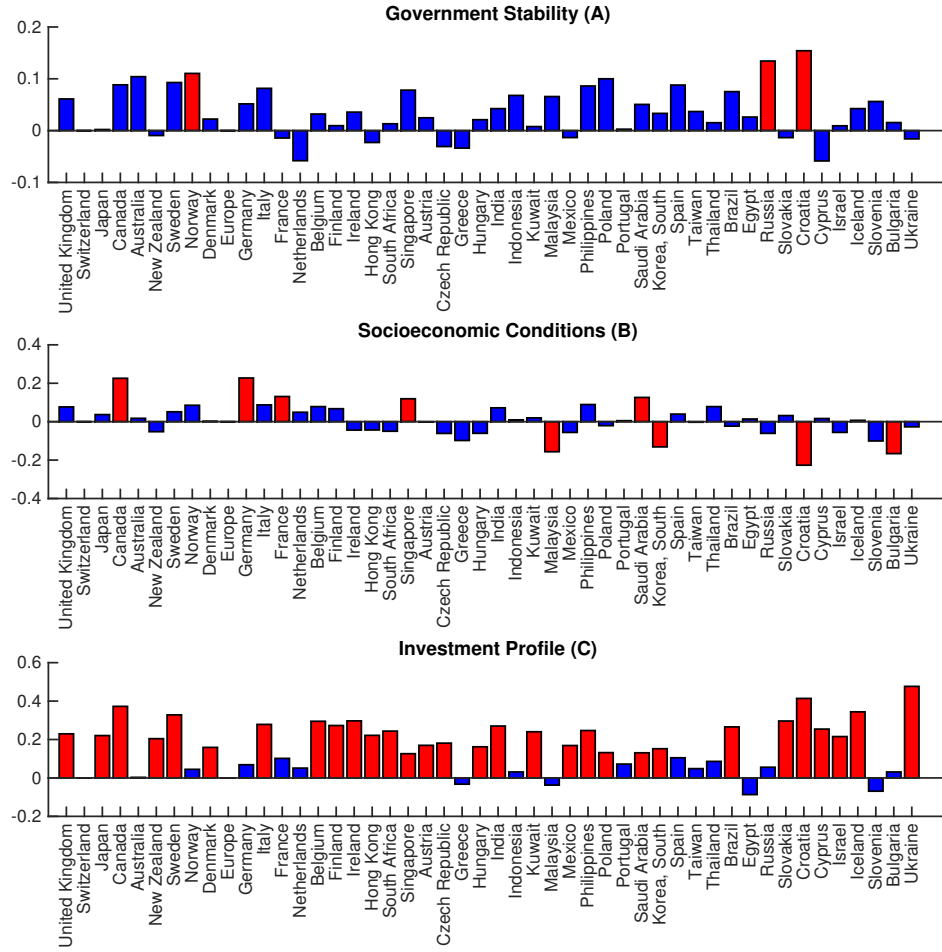 Government Stability (A)
0.2
0.1
0
-0.1
United Kingdom
Switzerland
Japan
Canada
Australia
New Zealand
Sweden
Norway
Denmark
Europe
Germany
Italy
France
Netherlands
Belgium
Finland
Ireland
Hong Kong
South Africa
Singapore
Austria
Czech Republic
Greece
Hungary
India
Indonesia
Kuwait
Malaysia
Mexico
Philippines
Poland
Portugal
Saudi Arabia
Korea, South
Spain
Taiwan
Thailand
Brazil
Egypt
Russia
Slovakia
Croatia
Cyprus
Israel
Iceland
Slovenia
Bulgaria
Ukraine
Socioeconomic Conditions (B)
0.4
0.2
0
-0.2
-0.4
United Kingdom
Switzerland
Japan
Canada
Australia
New Zealand
Sweden
Norway
Denmark
Europe
Germany
Italy
France
Netherlands
Belgium
Finland
Ireland
Hong Kong
South Africa
Singapore
Austria
Czech Republic
Greece
Hungary
India
Indonesia
Kuwait
Malaysia
Mexico
Philippines
Poland
Portugal
Saudi Arabia
Korea, South
Spain
Taiwan
Thailand
Brazil
Egypt
Russia
Slovakia
Croatia
Cyprus
Israel
Iceland
Slovenia
Bulgaria
Ukraine
Investment Profile (C)
0.6
0.4
0.2
0
-0.2
United Kingdom
Switzerland
Japan
Canada
Australia
New Zealand
Sweden
Norway
Denmark
Europe
Germany
Italy
France
Netherlands
Belgium
Finland
Ireland
Hong Kong
South Africa
Singapore
Austria
Czech Republic
Greece
Hungary
India
Indonesia
Kuwait
Malaysia
Mexico
Philippines
Poland
Portugal
Saudi Arabia
Korea, South
Spain
Taiwan
Thailand
Brazil
Egypt
Russia
Slovakia
Croatia
Cyprus
Israel
Iceland
Slovenia
Bulgaria
Ukraine